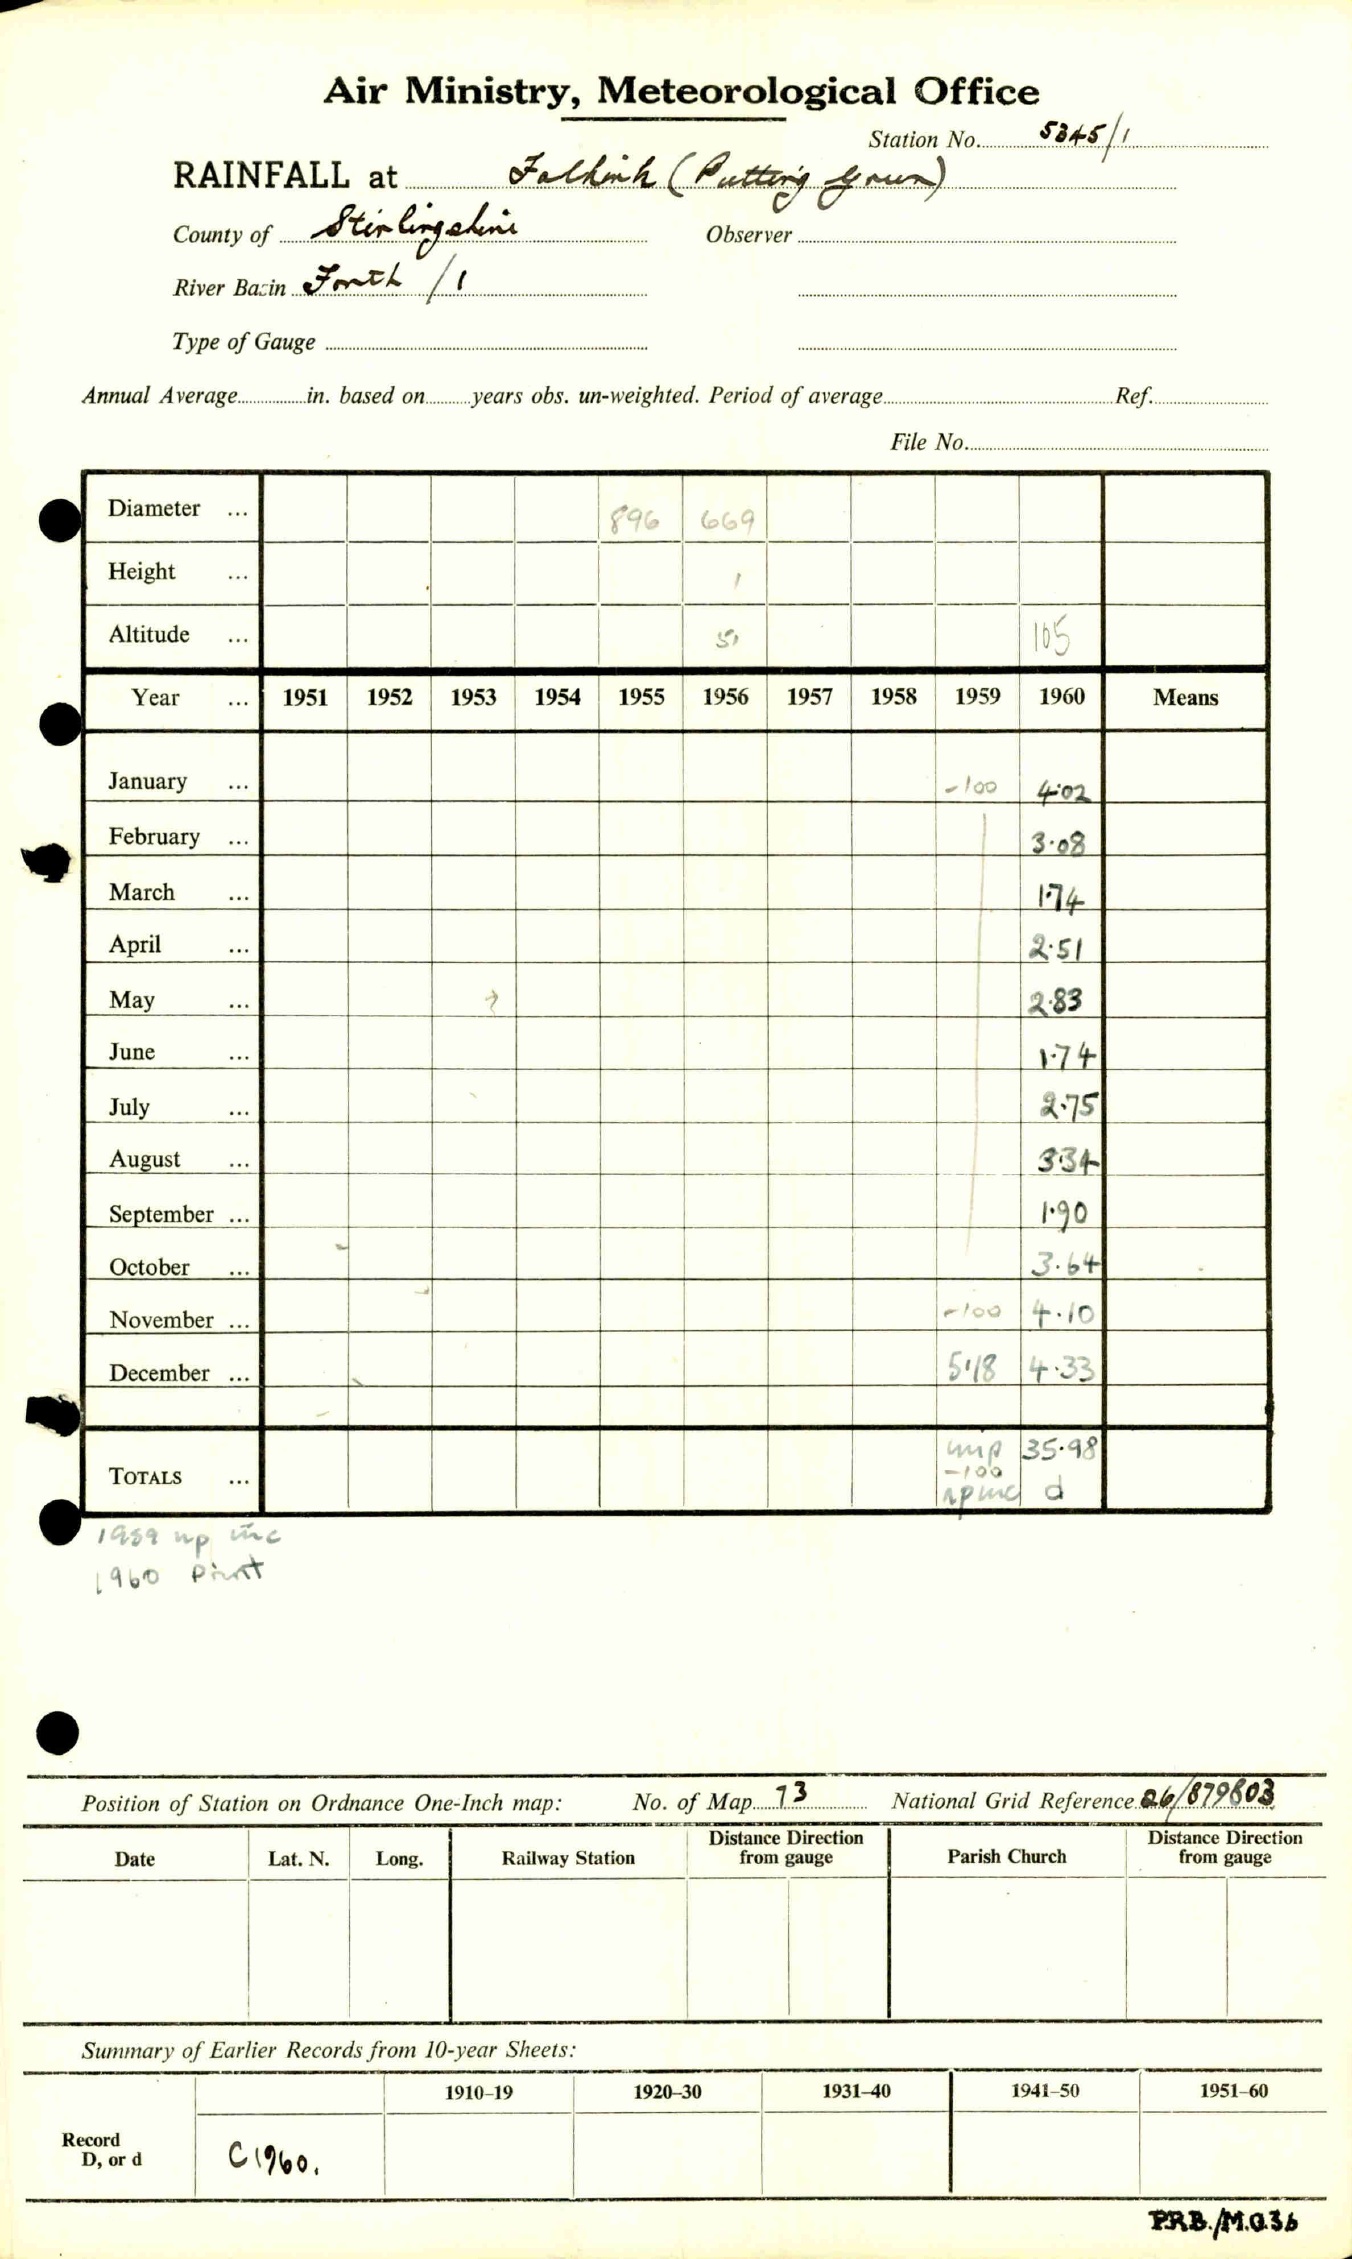 Air Ministry, Meteorological Office
Station No. 5345/1
RAINFALL at Falkirk (Putting Green)
County of Stirlingshire Observer
River Basin Forth /1
Type of Gauge
Annual Average in. based on years obs. un-weighted. Period of average Ref.
File No.
Diameter ... 896 669
Height ... 1
Altitude ... 51 105
Year ... 1951 1952 1953 1954 1955 1956 1957 1958 1959 1960 Means
January ... -100 4.02
February ... 3.08
March ... 1.74
April ... 2.51
May ... 2.83
June ... 1.74
July ... 2.75
August ... 3.34
September ... 1.90
October ... 3.64
November ... -100 4.10
December ... 5.18 4.33
35.98
TOTALS ... -100
np inc d
1959 np inc
1960 Print
Position of Station on Ordnance One-Inch map: No. of Map 73 National Grid Reference 26/879803
Date Lat. N. Long. Railway Station Distance Direction from gauge Parish Church Distance Direction from gauge
Summary of Earlier Records from 10-year Sheets:
1910–19 1920–30 1931–40 1941–50 1951–60
Record
D, or d C1960.
P.R.B./M.O.36